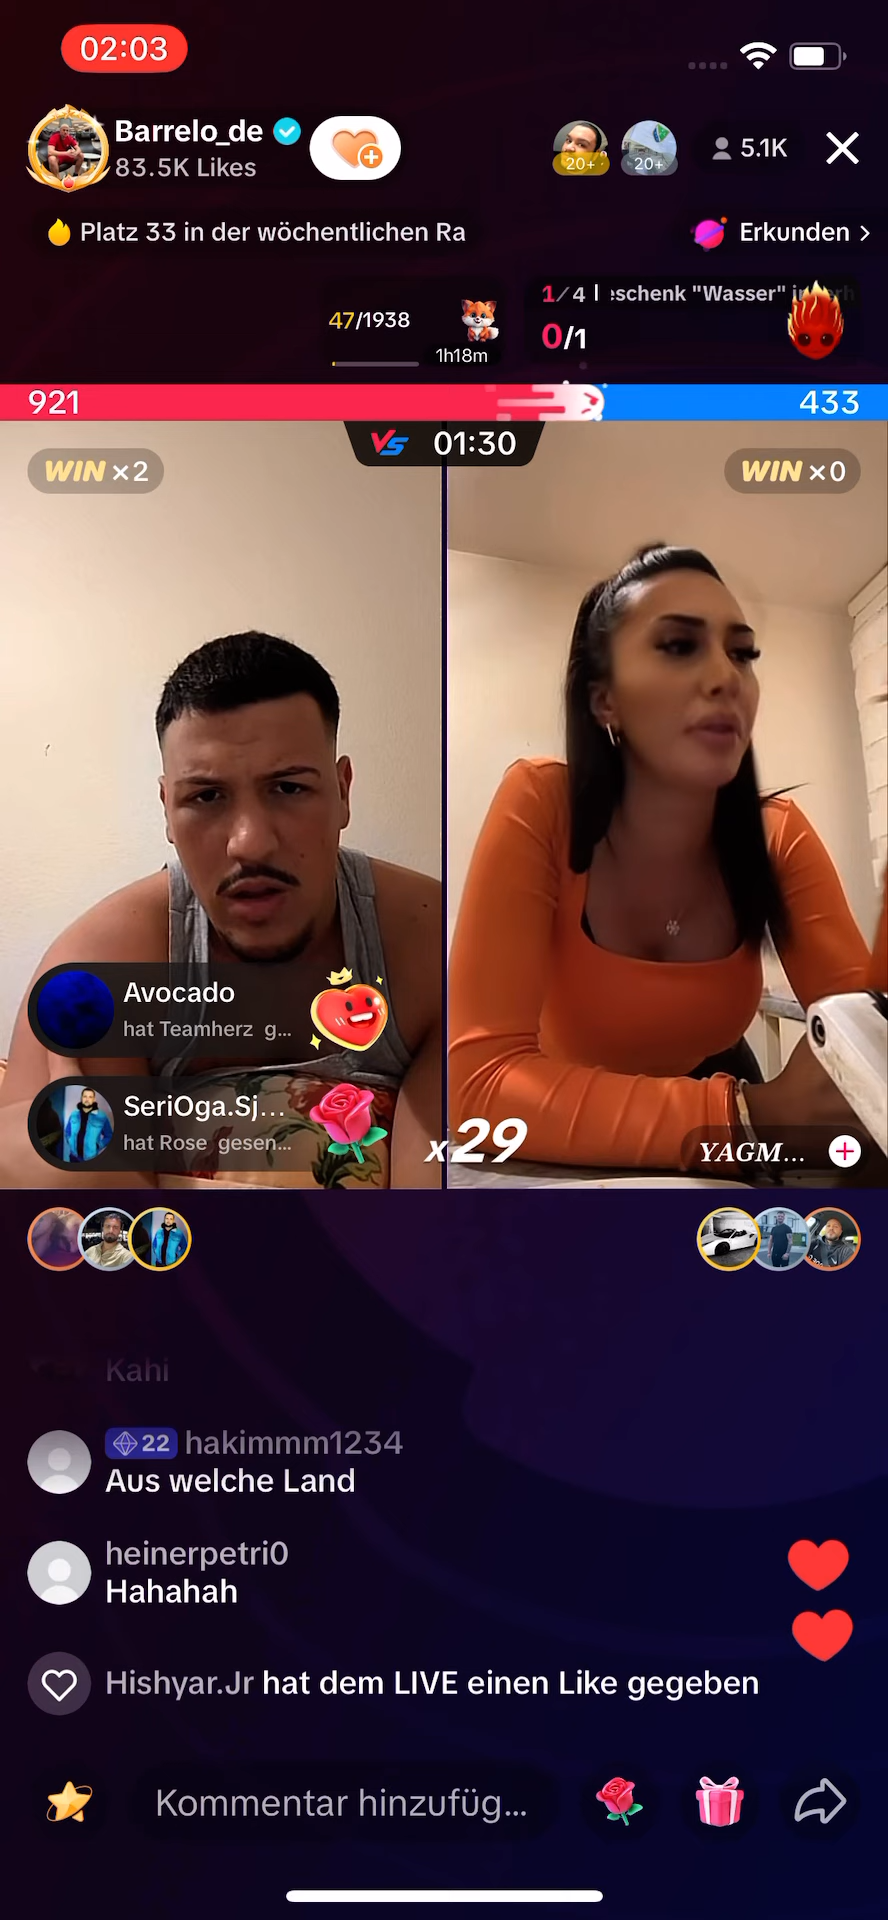 02:03
Barrelo_de
83.5K Likes
20+
20+
5.1K
Platz 33 in der wöchentlichen Ra
Erkunden >
47/1938
1h18m
1/4
eschenk "Wasser"
0/1
921
433
VS 01:30
WIN x2
WIN x0
Avocado
hat Teamherz g...
SeriOga.Sj...
hat Rose gesen...
x29
YAGM...
Kahi
22 hakimmm1234
Aus welche Land
heinerpetri0
Hahahah
Hishyar.Jr hat dem LIVE einen Like gegeben
Kommentar hinzufüg...